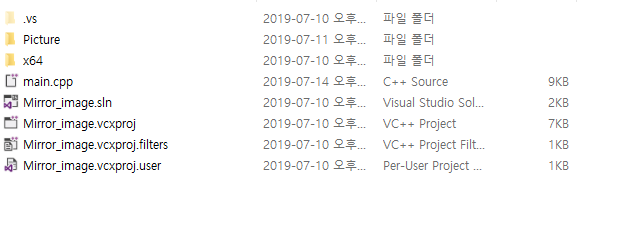 .vs 2019-07-10 오후... 파일 폴더
Picture 2019-07-11 오후... 파일 폴더
x64 2019-07-10 오후... 파일 폴더
main.cpp 2019-07-14 오후... C++ Source 9KB
Mirror_image.sln 2019-07-10 오후... Visual Studio Sol... 2KB
Mirror_image.vcxproj 2019-07-10 오후... VC++ Project 7KB
Mirror_image.vcxproj.filters 2019-07-10 오후... VC++ Project Filt... 1KB
Mirror_image.vcxproj.user 2019-07-10 오후... Per-User Project ... 1KB